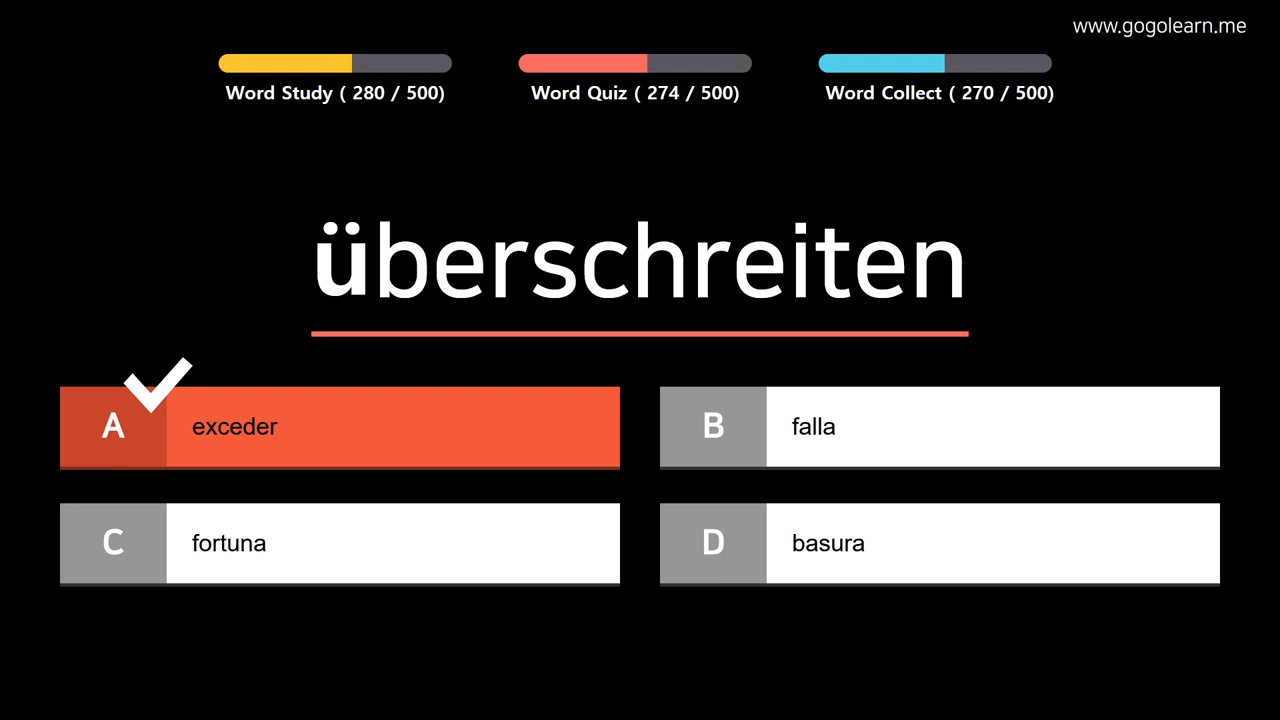 www.gogolearn.me
Word Study ( 280 / 500)
Word Quiz ( 274 / 500)
Word Collect ( 270 / 500)
überschreiten
A exceder
B falla
C fortuna
D basura